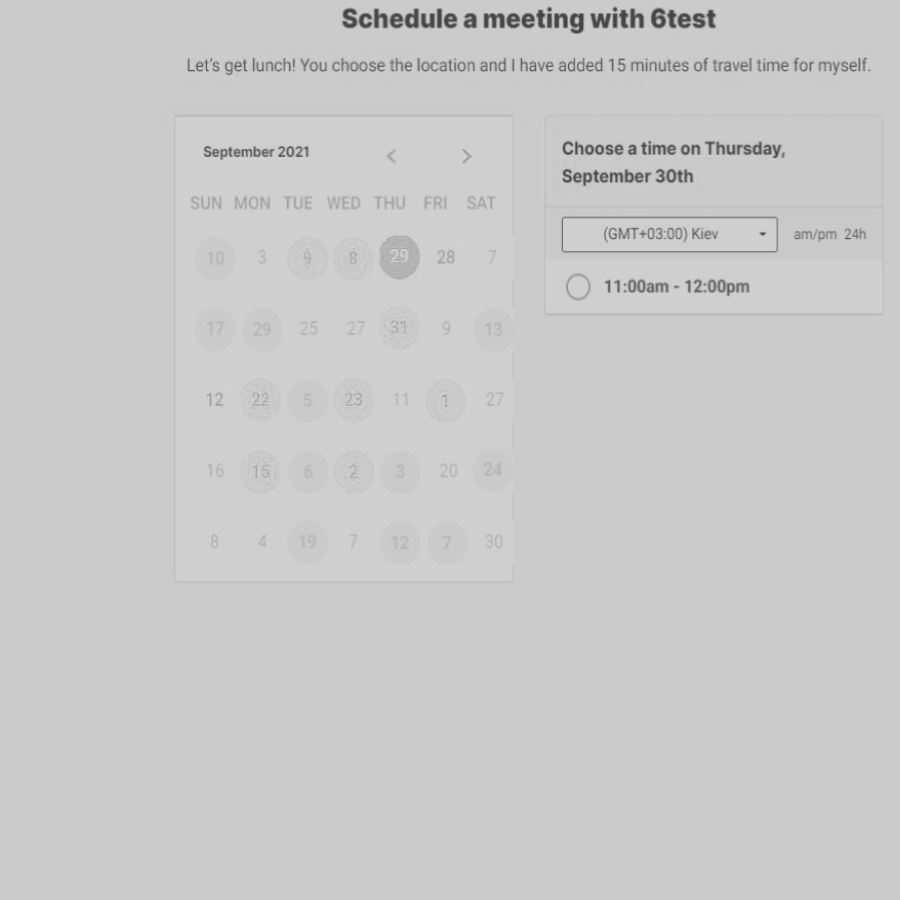 Schedule a meeting with 6test
Let's get lunch! You choose the location and I have added 15 minutes of travel time for myself.
September 2021
SUN MON TUE WED THU FRI SAT
10 3 9 8 29 28 7
17 29 25 27 31 9 13
12 22 5 23 11 1 27
16 15 6 2 3 20 24
8 4 19 7 12 7 30
Choose a time on Thursday,
September 30th
(GMT+03:00) Kiev am/pm 24h
11:00am - 12:00pm